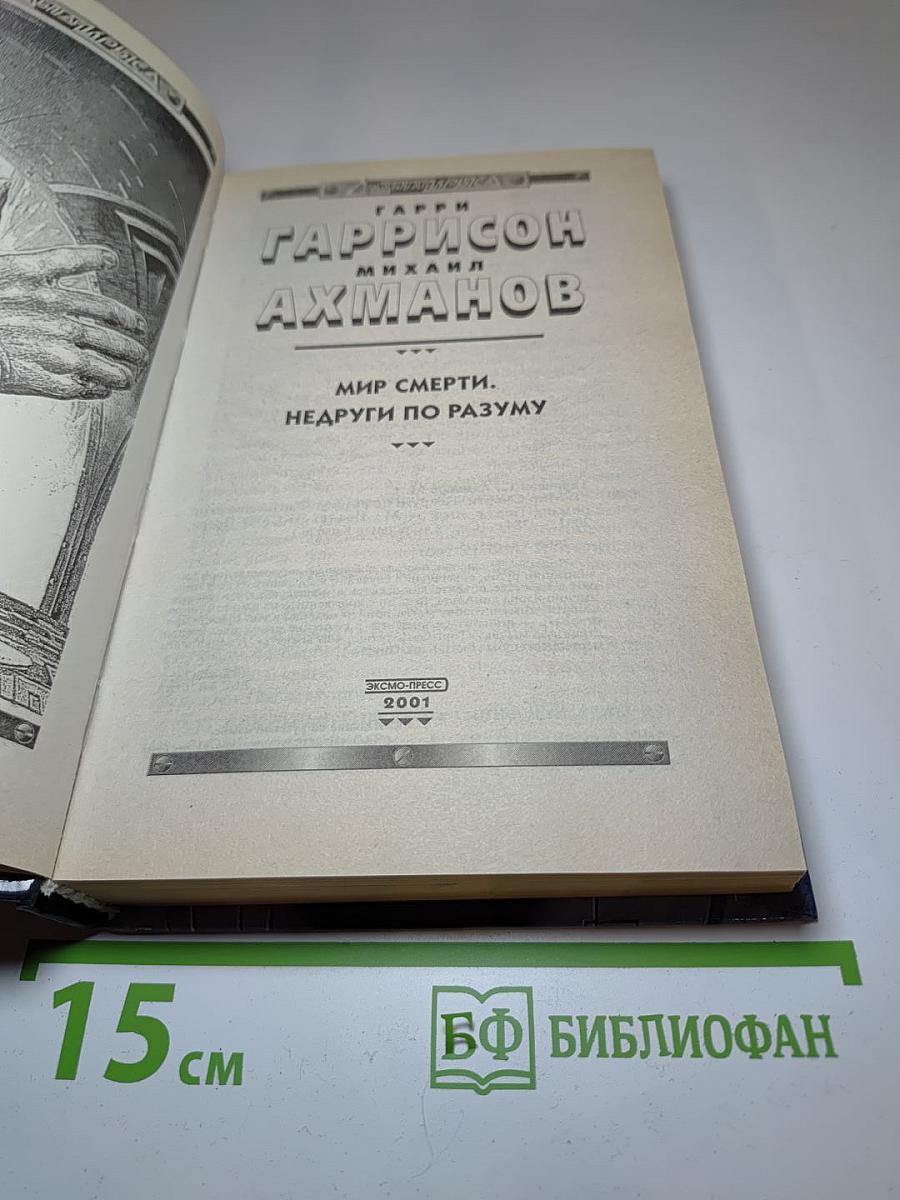 ГАРРИ
ГАРРИСОН
МИХАИЛ
АХМАНОВ
МИР СМЕРТИ.
НЕДРУГИ ПО РАЗУМУ
ЭКСМО-ПРЕСС
2001
15 см
БФ БИБЛИОФАН